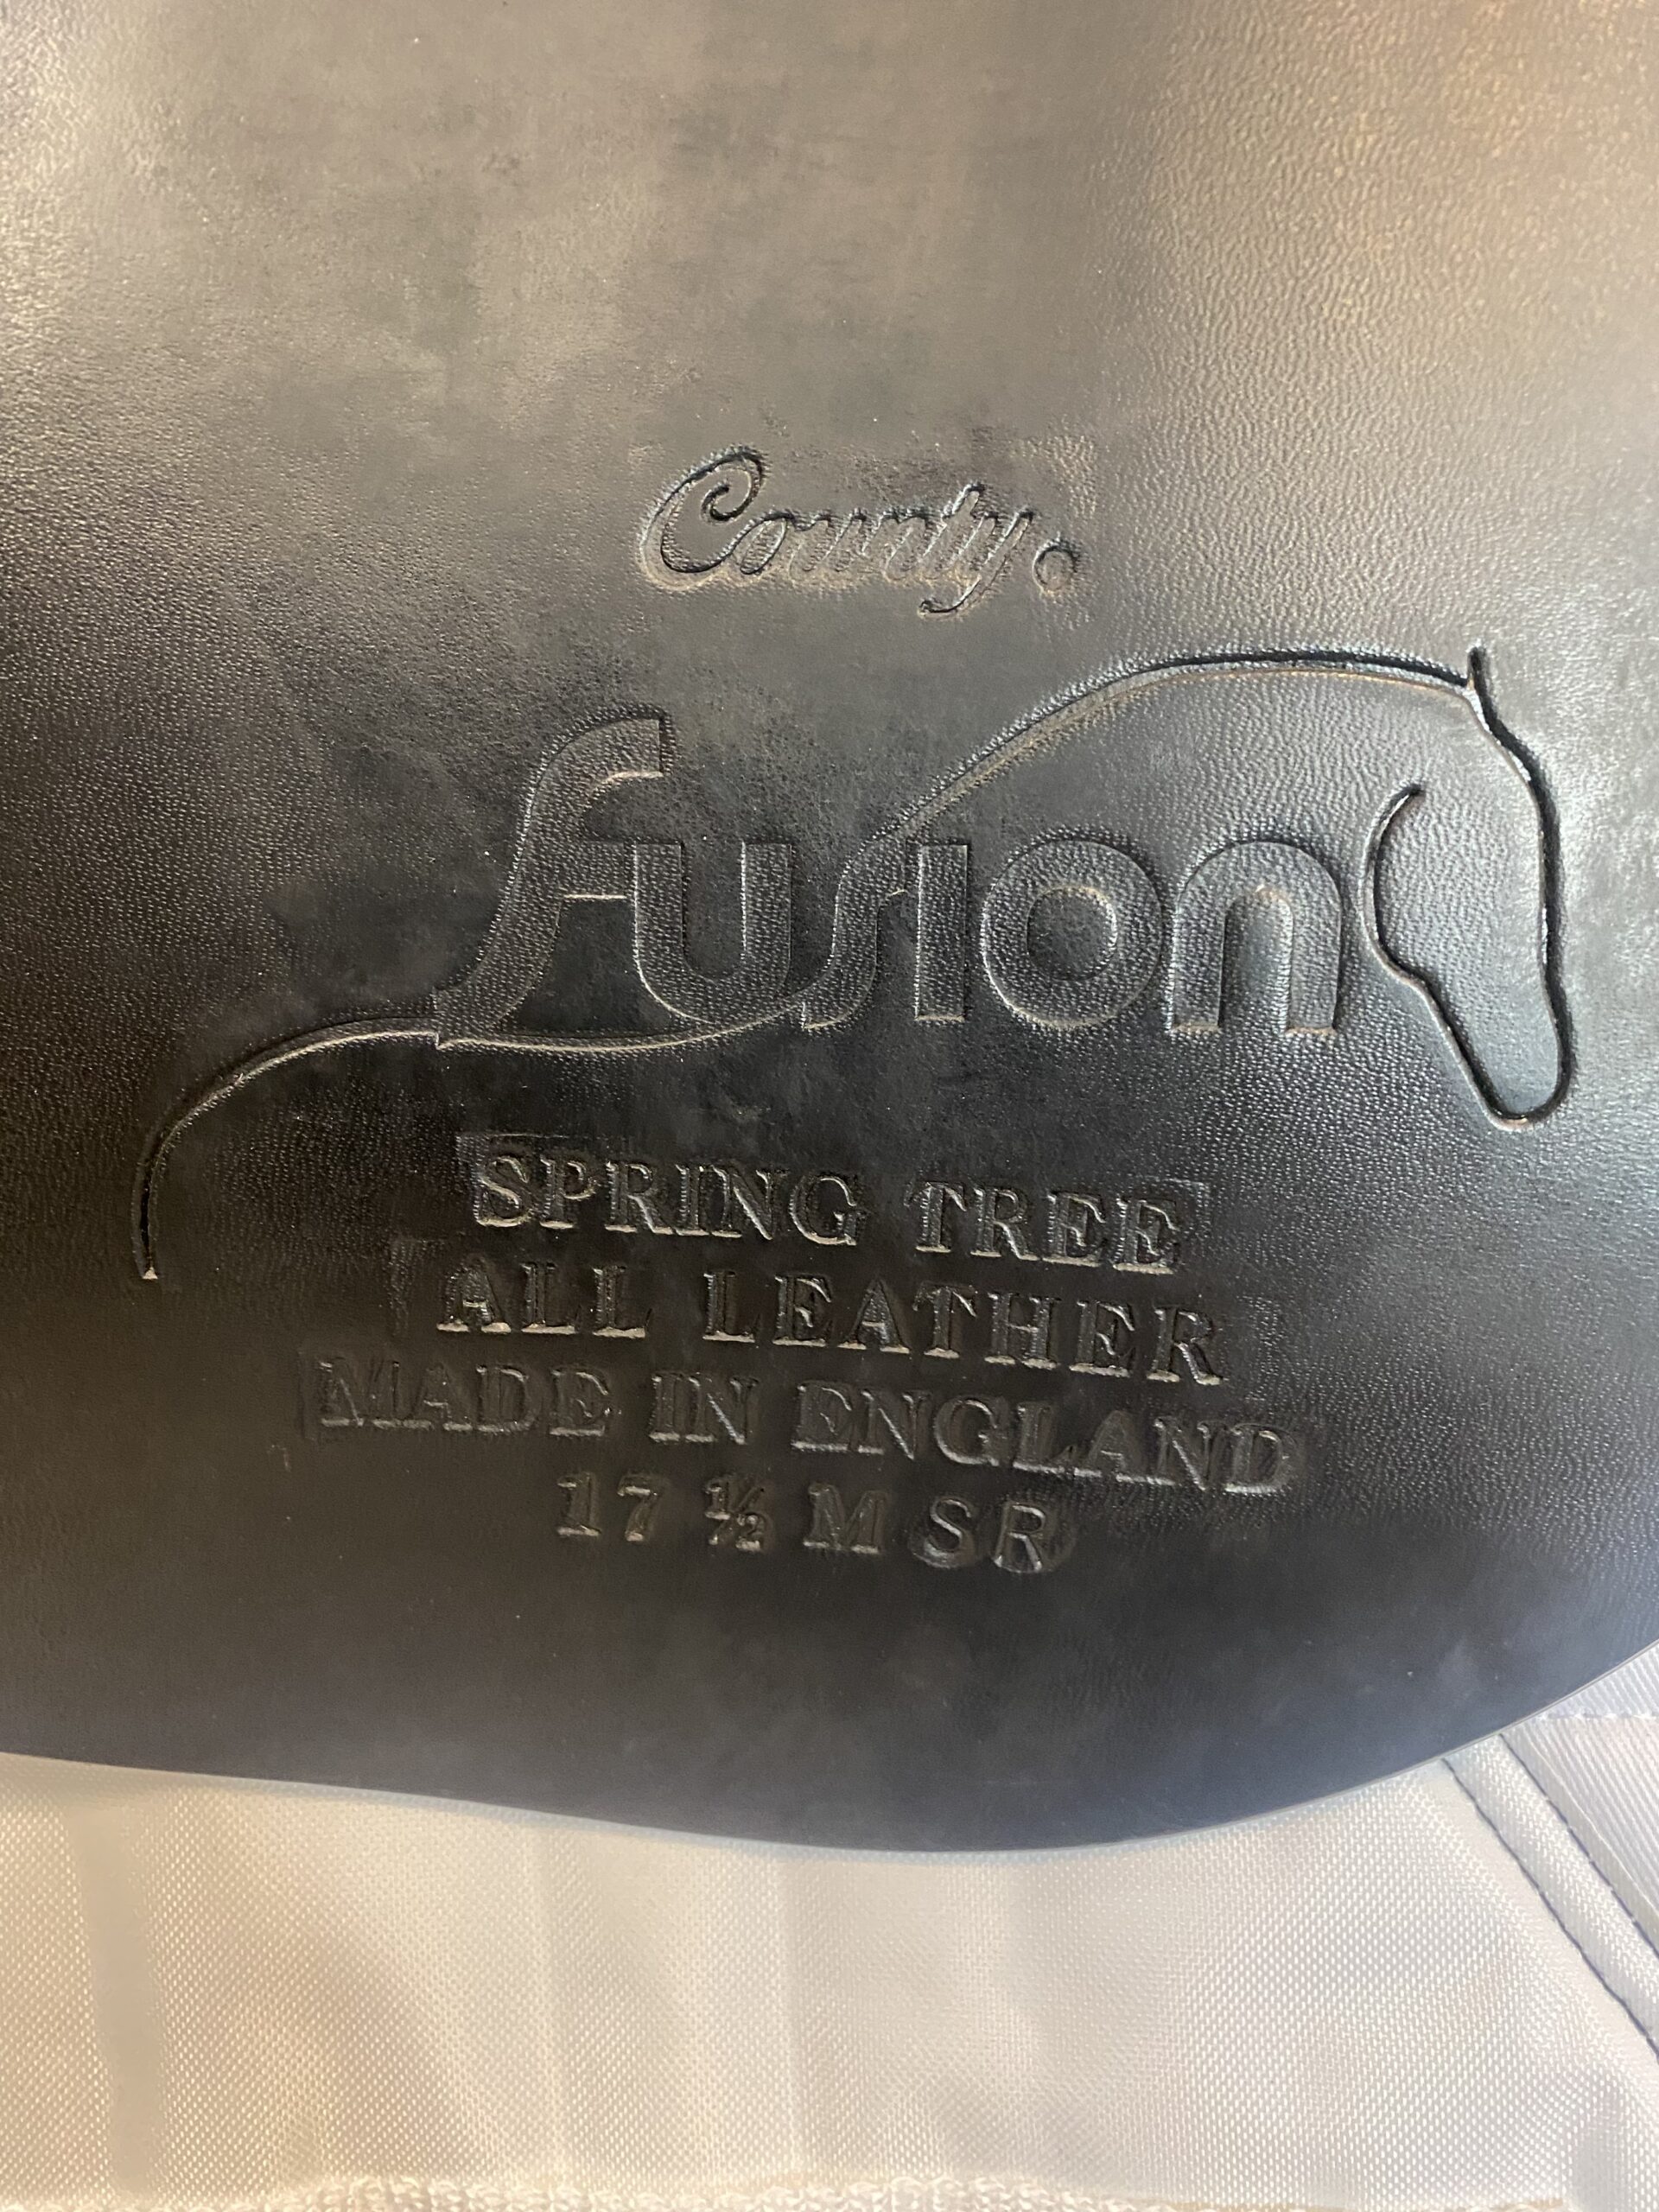 County.
fusion
SPRING TREE
ALL LEATHER
MADE IN ENGLAND
17 ½ M SR